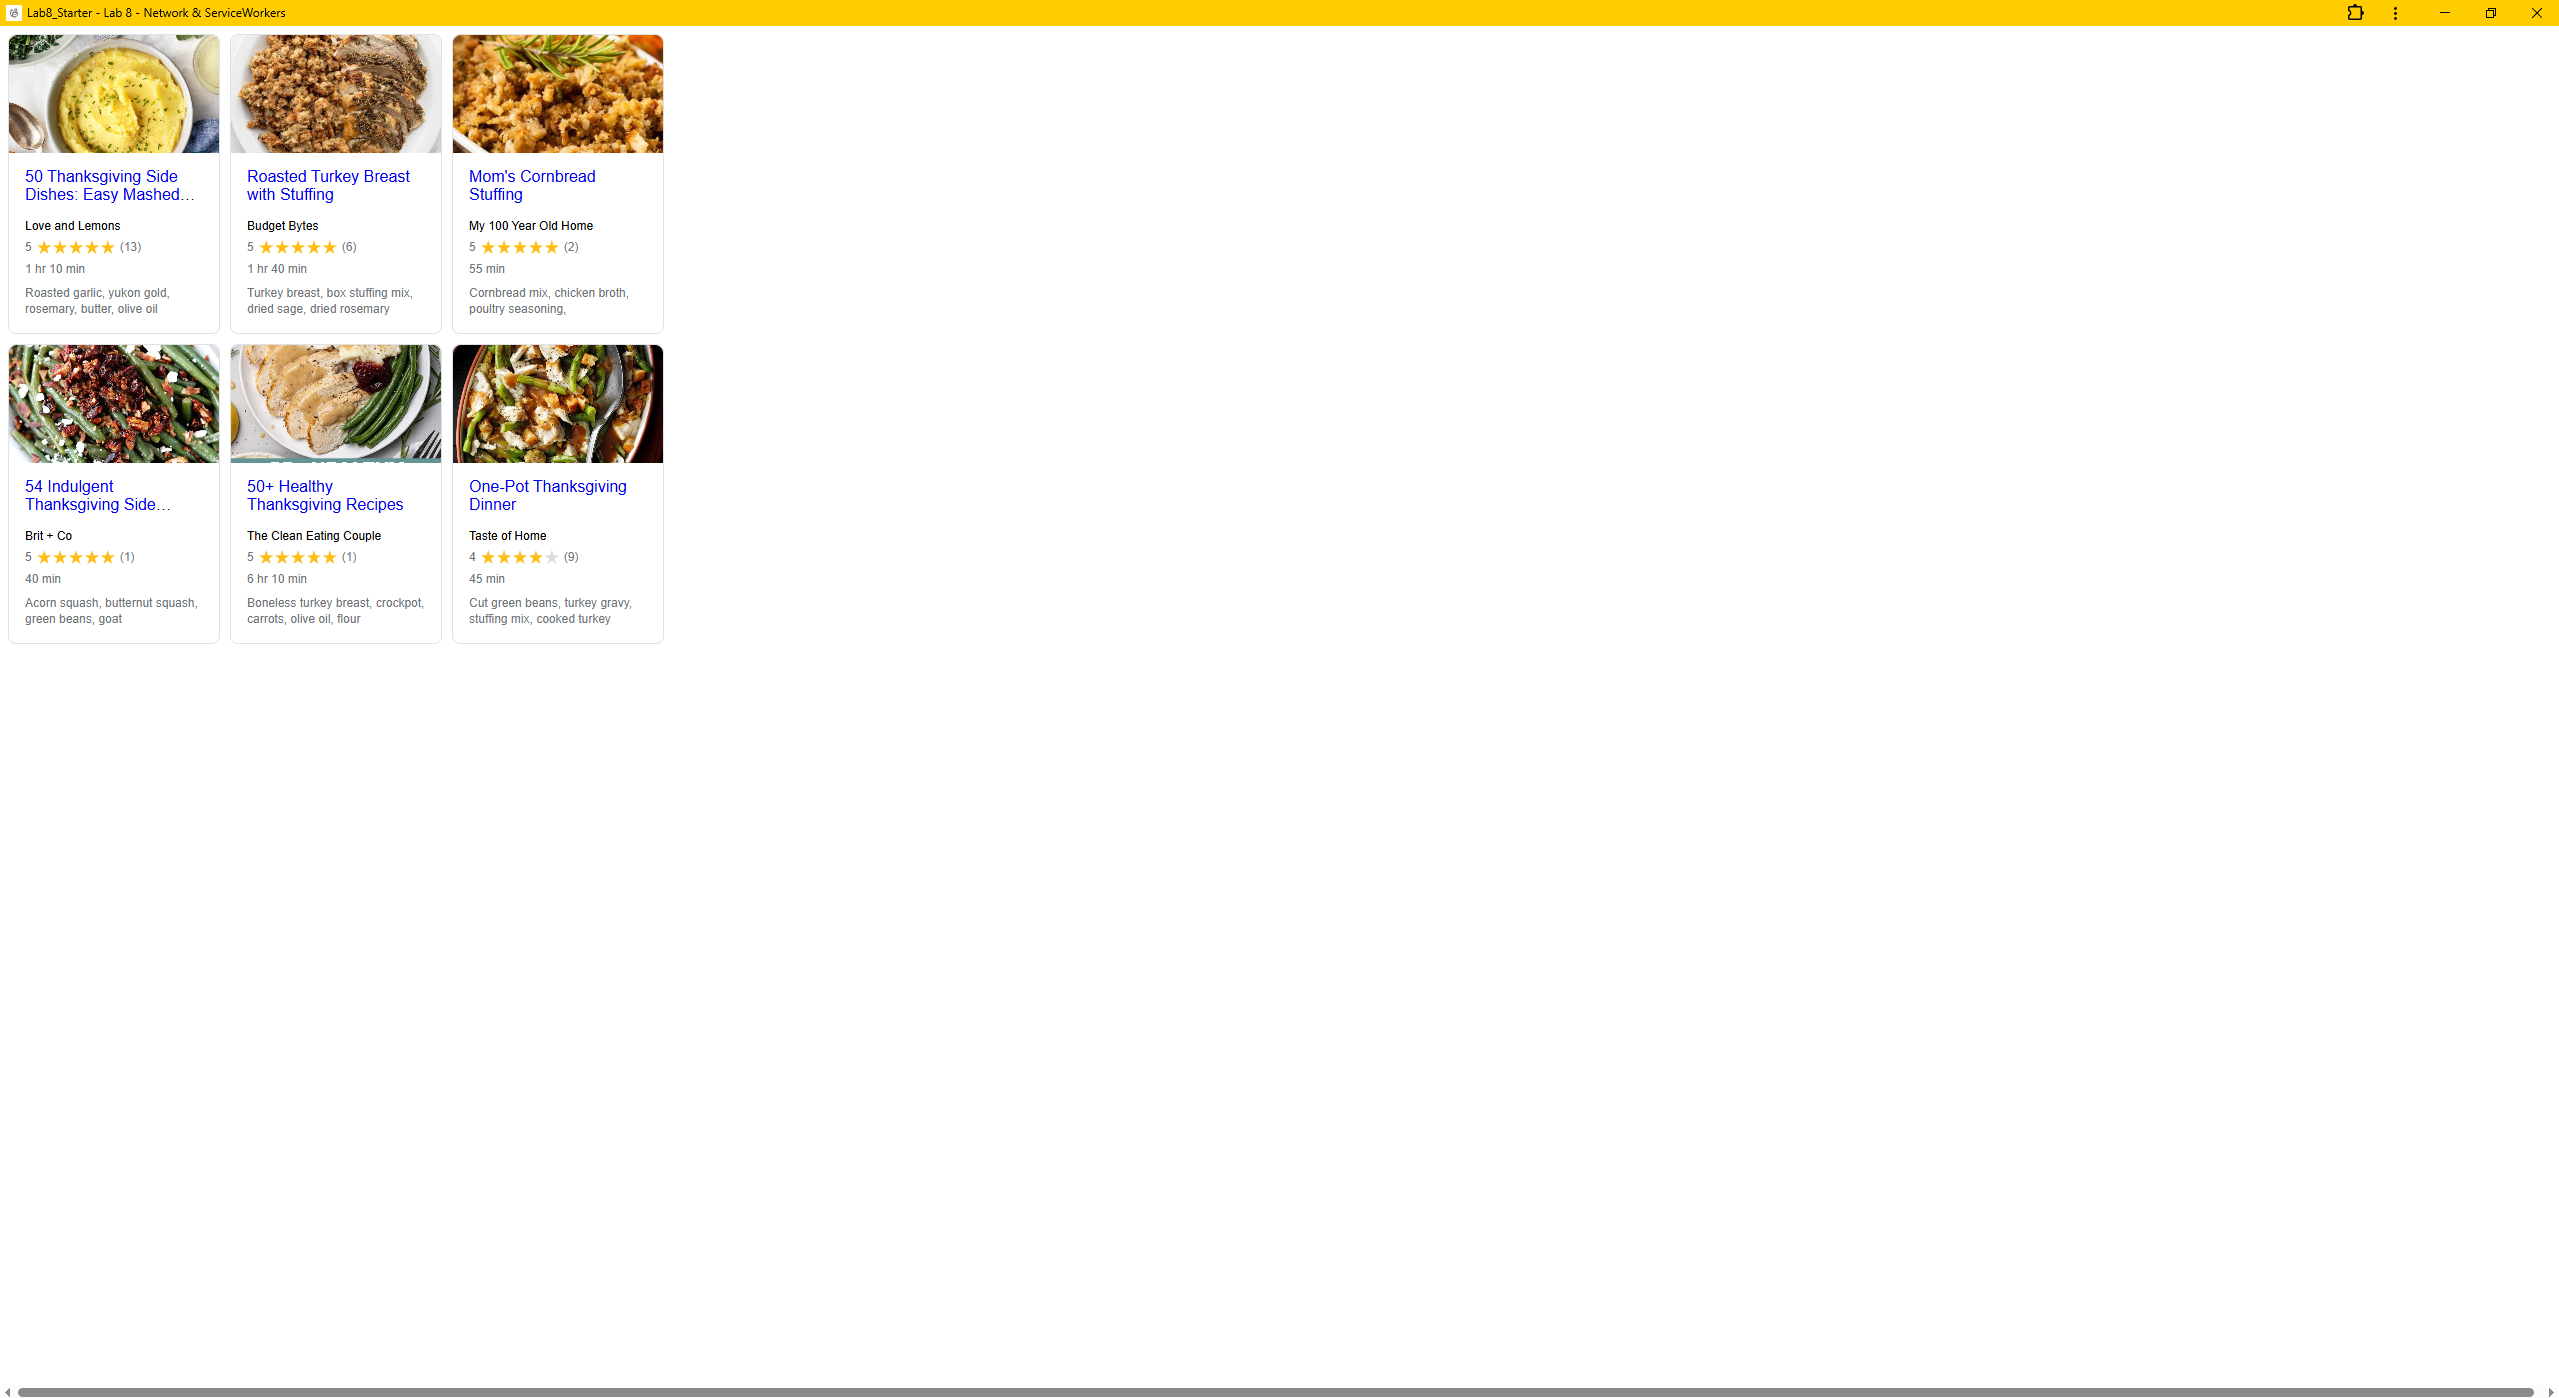 Lab8_Starter - Lab 8 - Network & ServiceWorkers
50 Thanksgiving Side
Dishes: Easy Mashed…
Love and Lemons
5 (13)
1 hr 10 min
Roasted garlic, yukon gold,
rosemary, butter, olive oil
Roasted Turkey Breast
with Stuffing
Budget Bytes
5 (6)
1 hr 40 min
Turkey breast, box stuffing mix,
dried sage, dried rosemary
Mom's Cornbread
Stuffing
My 100 Year Old Home
5 (2)
55 min
Cornbread mix, chicken broth,
poultry seasoning,
54 Indulgent
Thanksgiving Side…
Brit + Co
5 (1)
40 min
Acorn squash, butternut squash,
green beans, goat
50+ Healthy
Thanksgiving Recipes
The Clean Eating Couple
5 (1)
6 hr 10 min
Boneless turkey breast, crockpot,
carrots, olive oil, flour
One-Pot Thanksgiving
Dinner
Taste of Home
4 (9)
45 min
Cut green beans, turkey gravy,
stuffing mix, cooked turkey